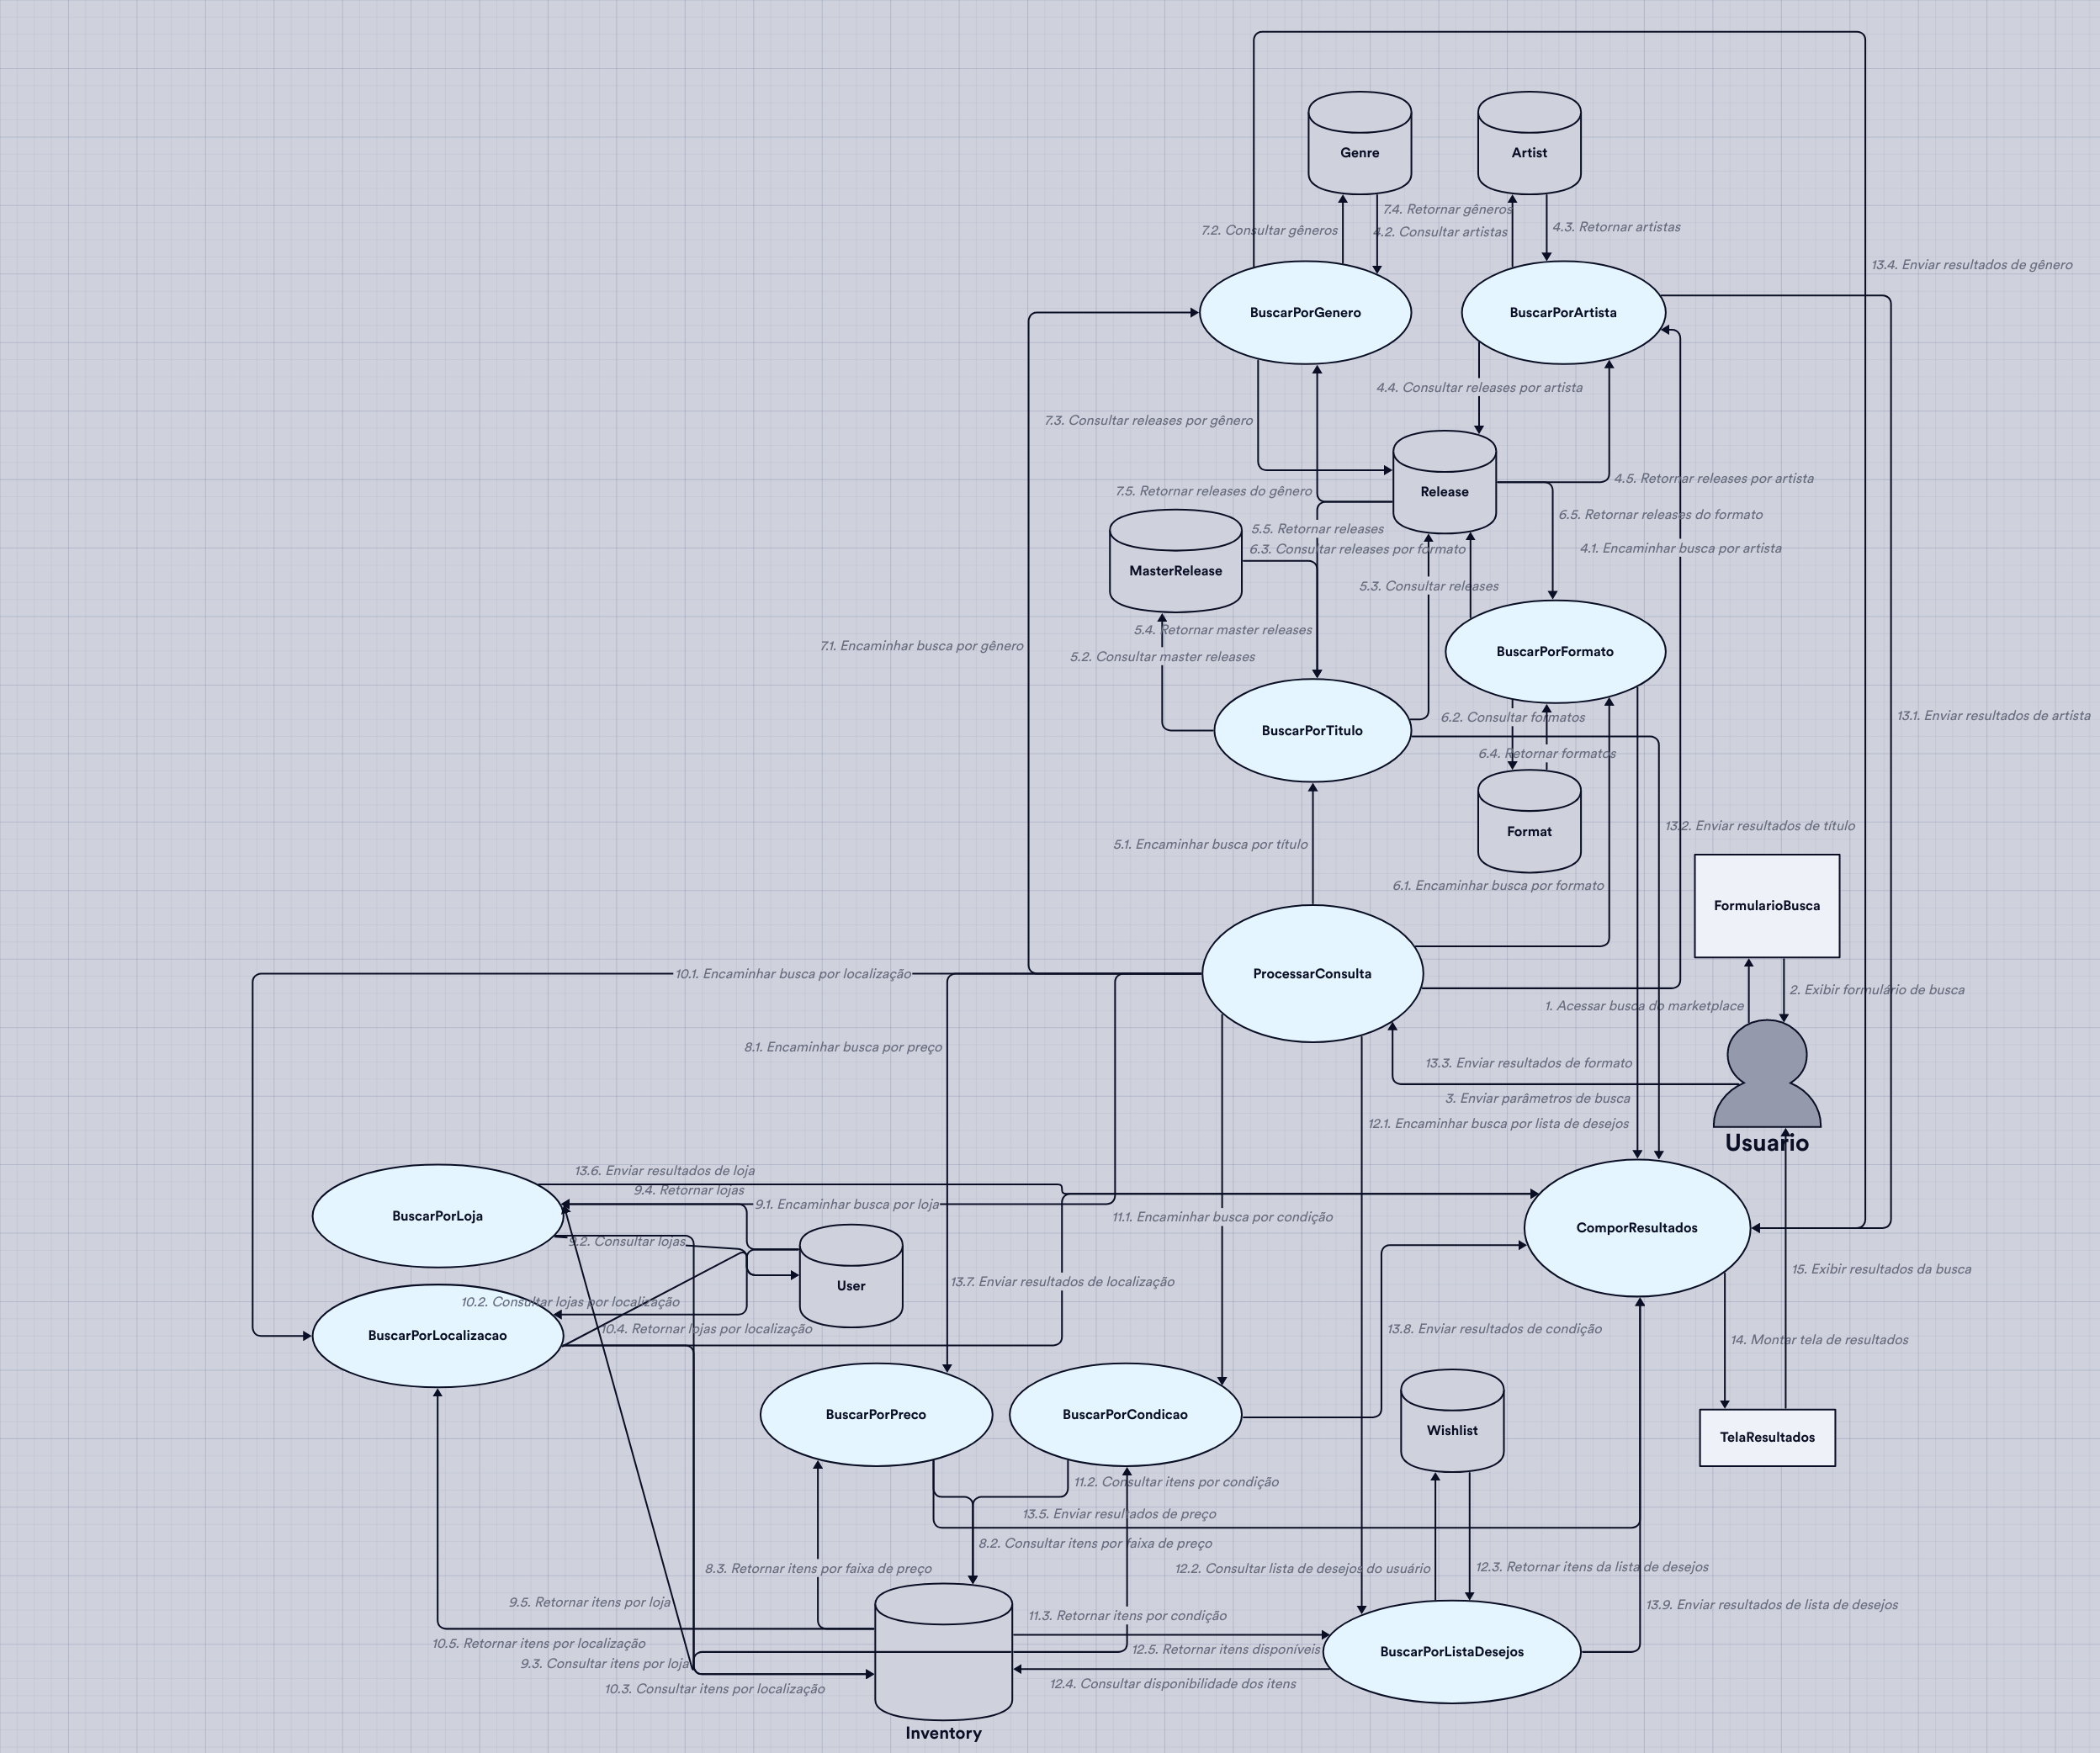 Genre
Artist
7.4. Retornar gêneros
7.2. Consultar gêneros
4.2. Consultar artistas
4.3. Retornar artistas
13.4. Enviar resultados de gênero
BuscarPorGenero
BuscarPorArtista
4.4. Consultar releases por artista
7.3. Consultar releases por gênero
4.5. Retornar releases por artista
7.5. Retornar releases do gênero
Release
6.5. Retornar releases do formato
5.5. Retornar releases
6.3. Consultar releases por formato
4.1. Encaminhar busca por artista
MasterRelease
5.3. Consultar releases
5.4. Retornar master releases
7.1. Encaminhar busca por gênero
BuscarPorFormato
5.2. Consultar master releases
6.2. Consultar formatos
13.1. Enviar resultados de artista
BuscarPorTitulo
6.4. Retornar formatos
13.2. Enviar resultados de título
Format
5.1. Encaminhar busca por título
6.1. Encaminhar busca por formato
FormularioBusca
10.1. Encaminhar busca por localização
ProcessarConsulta
2. Exibir formulário de busca
1. Acessar busca do marketplace
8.1. Encaminhar busca por preço
13.3. Enviar resultados de formato
3. Enviar parâmetros de busca
12.1. Encaminhar busca por lista de desejos
Usuario
13.6. Enviar resultados de loja
9.4. Retornar lojas
9.1. Encaminhar busca por loja
BuscarPorLoja
11.1. Encaminhar busca por condição
ComporResultados
9.2. Consultar lojas
15. Exibir resultados da busca
User
13.7. Enviar resultados de localização
10.2. Consultar lojas por localização
10.4. Retornar lojas por localização
13.8. Enviar resultados de condição
BuscarPorLocalizacao
14. Montar tela de resultados
BuscarPorPreco
BuscarPorCondicao
Wishlist
TelaResultados
11.2. Consultar itens por condição
13.5. Enviar resultados de preço
8.2. Consultar itens por faixa de preço
8.3. Retornar itens por faixa de preço
12.2. Consultar lista de desejos do usuário
12.3. Retornar itens da lista de desejos
9.5. Retornar itens por loja
13.9. Enviar resultados de lista de desejos
11.3. Retornar itens por condição
10.5. Retornar itens por localização
12.5. Retornar itens disponíveis
BuscarPorListaDesejos
9.3. Consultar itens por loja
12.4. Consultar disponibilidade dos itens
10.3. Consultar itens por localização
Inventory